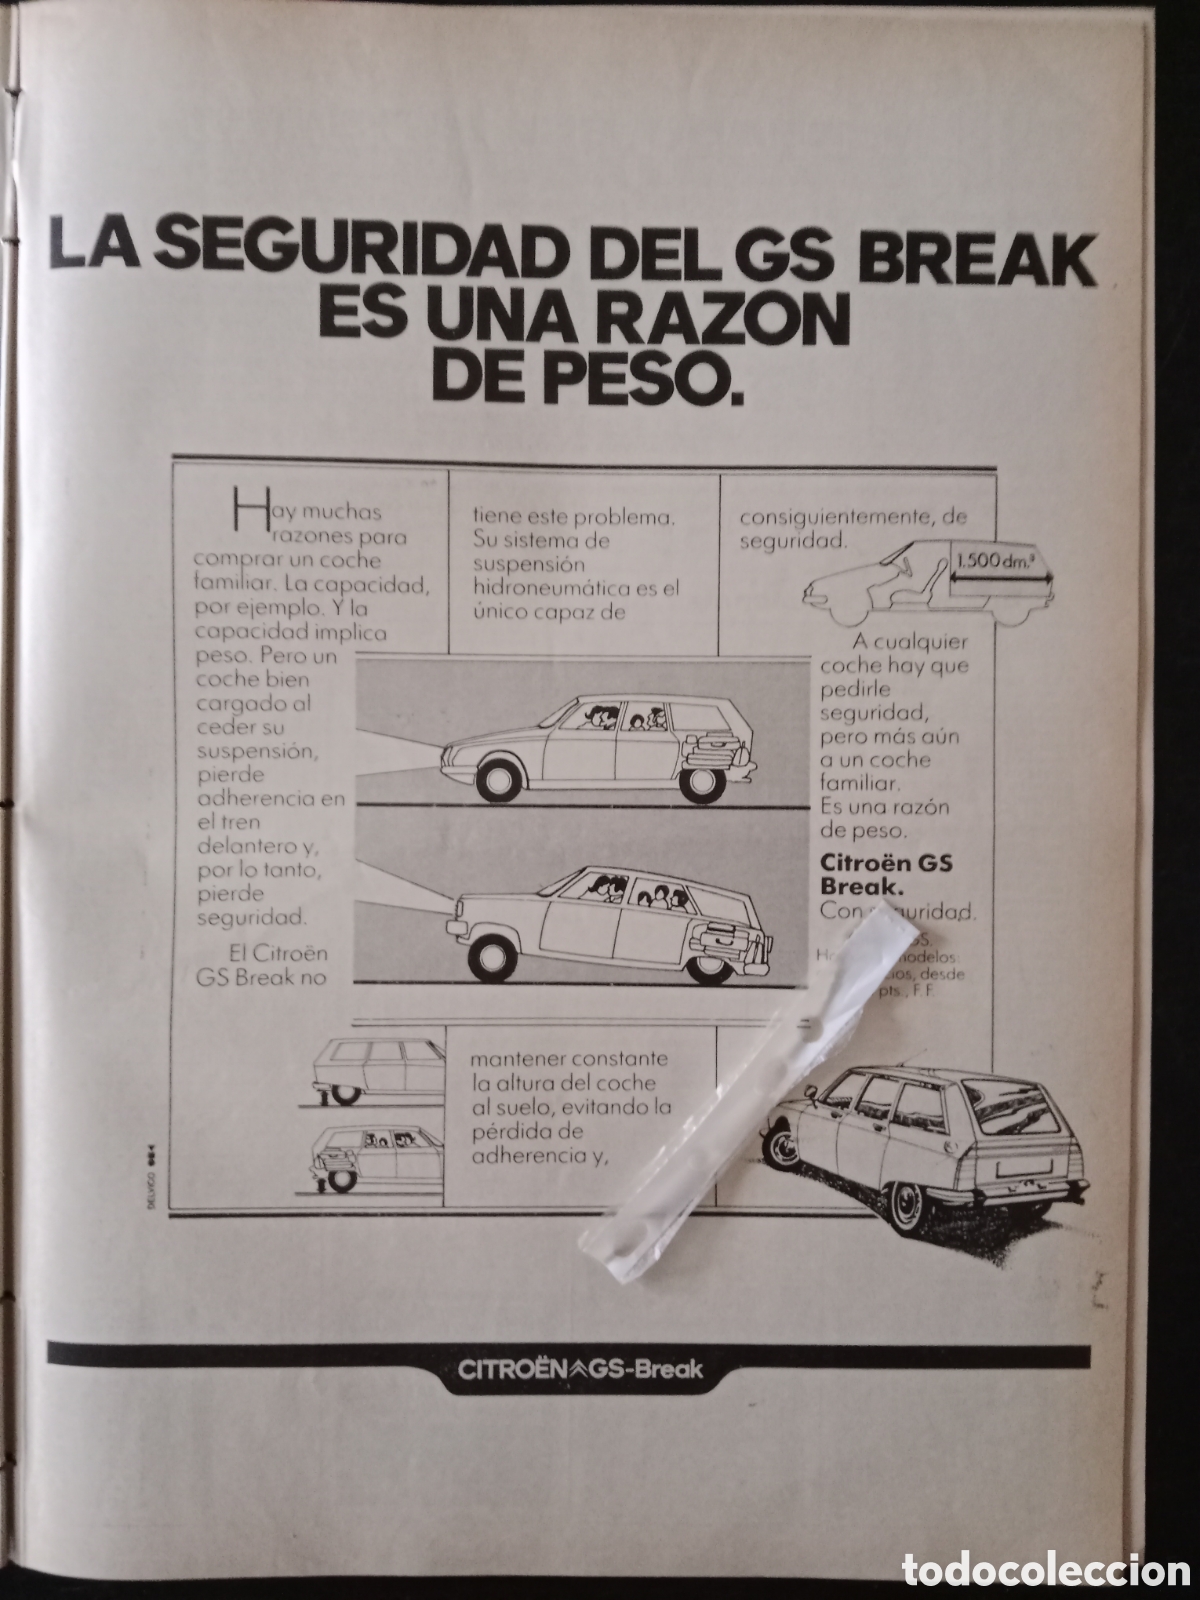 LA SEGURIDAD DEL GS BREAK
ES UNA RAZON
DE PESO.
Hay muchas
razones para
comprar un coche
familiar. La capacidad,
por ejemplo. Y la
capacidad implica
peso. Pero un
coche bien
cargado al
ceder su
suspensión,
pierde
adherencia en
el tren
delantero y,
por lo tanto,
pierde
seguridad.
El Citroën
GS Break no
tiene este problema.
Su sistema de
suspensión
hidroneumática es el
único capaz de
mantener constante
la altura del coche
al suelo, evitando la
pérdida de
adherencia y,
consiguientemente, de
seguridad.
1.500 dm.³
A cualquier
coche hay que
pedirle
seguridad,
pero más aún
a un coche
familiar.
Es una razón
de peso.
Citroën GS
Break.
Con seguridad.
GS.
modelos
desde
pts., F.F.
DELVICO
CITROËN GS-Break
todocoleccion